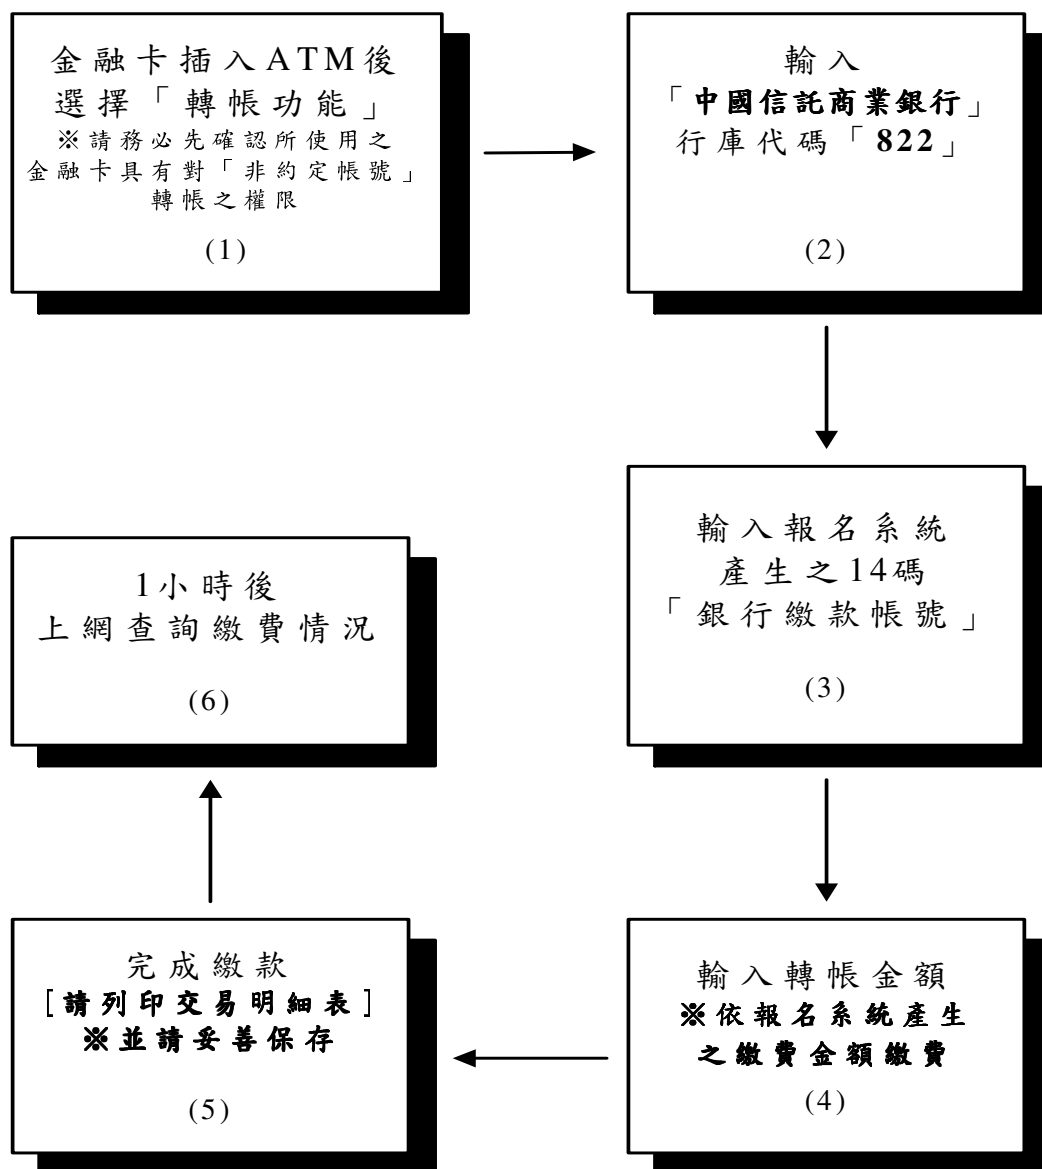 金融卡插入ATM後
選擇「轉帳功能」
※請務必先確認所使用之
金融卡具有對「非約定帳號」
轉帳之權限
(1)
輸入
「中國信託商業銀行」
行庫代碼「822」
(2)
輸入報名系統
產生之14碼
「銀行繳款帳號」
(3)
輸入轉帳金額
※依報名系統產生
之繳費金額繳費
(4)
完成繳款
[請列印交易明細表]
※並請妥善保存
(5)
1小時後
上網查詢繳費情況
(6)